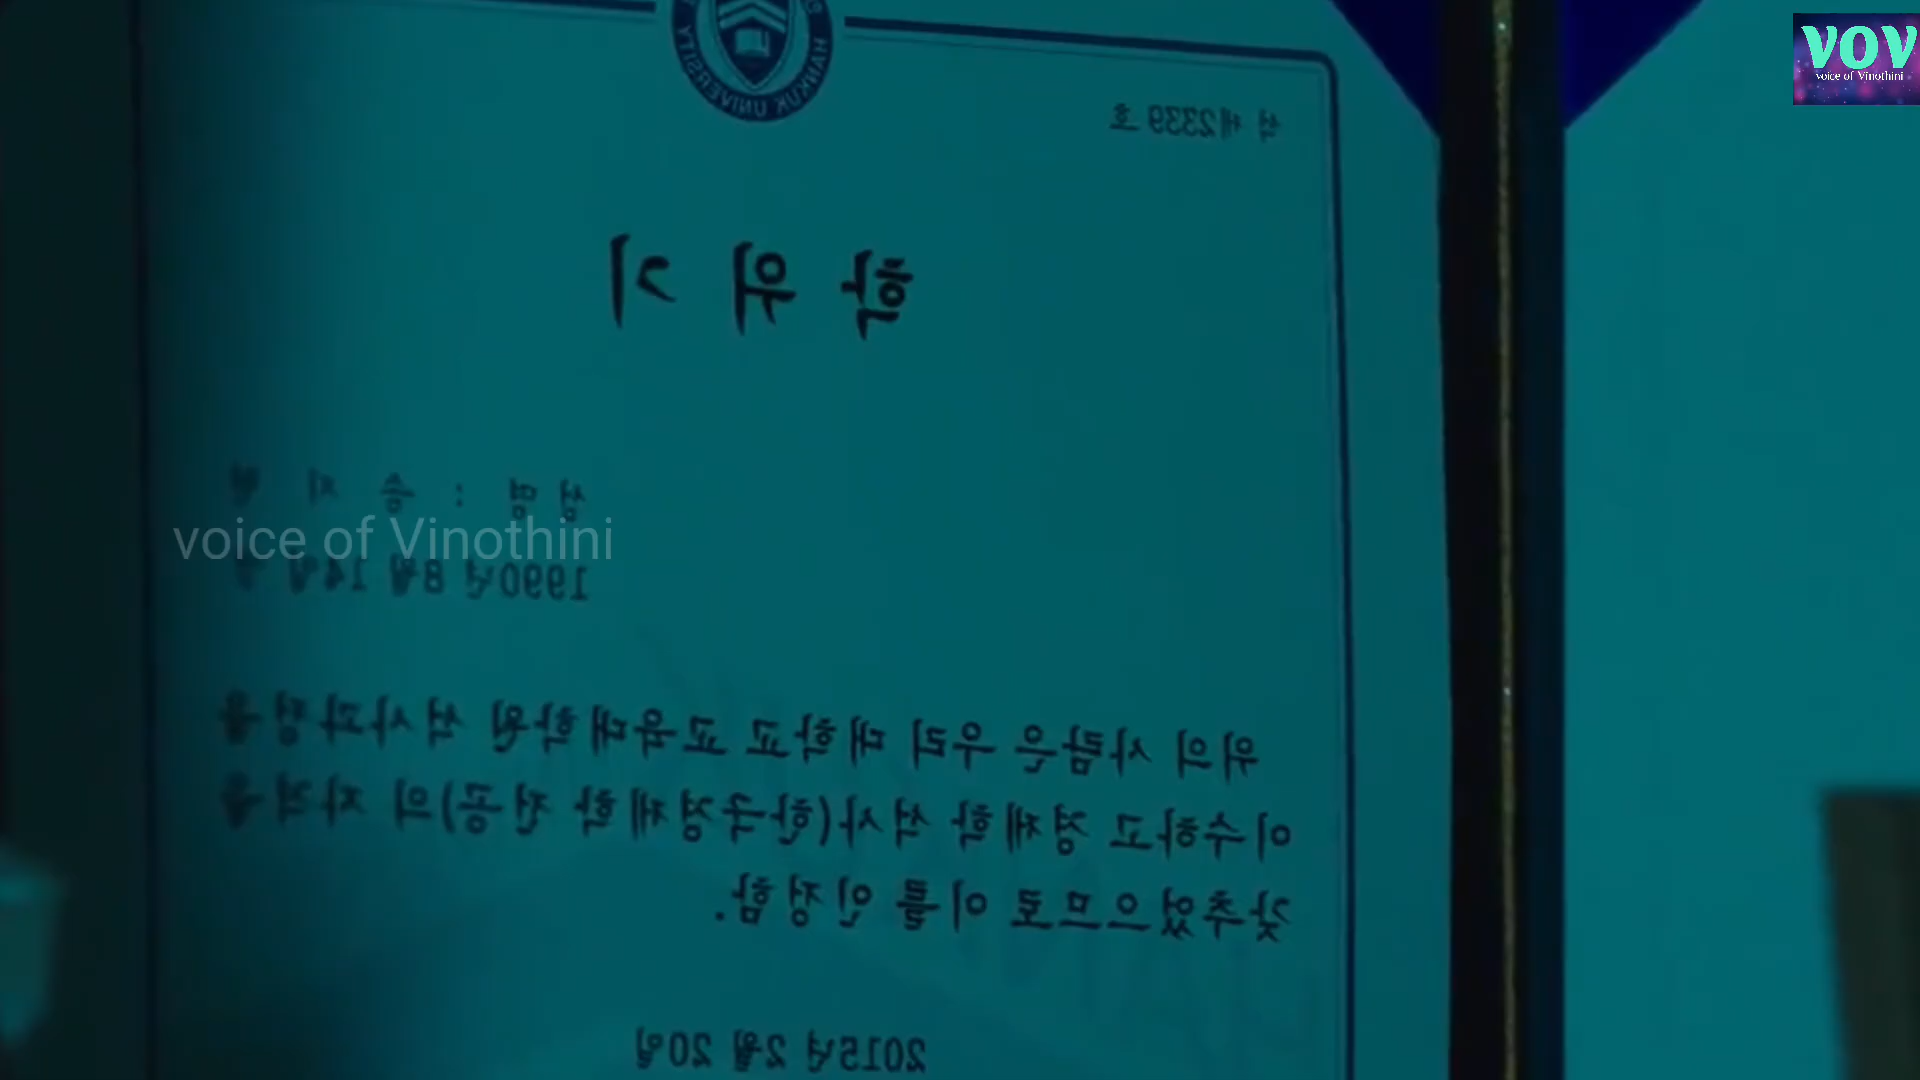 VOV
voice of Vinothini
HANKUK UNIVERSITY
석 제2339 호
학 위 기
성 명 : 송 지
voice of Vinothini
1990년 8월 14일
위의 사람은 우리 대학교 교육대학원 석사과정을
이수하고 경제학 석사(한국경제학 전공)의 자격을
갖추었으므로 이를 인정함.
2015년 2월 20일